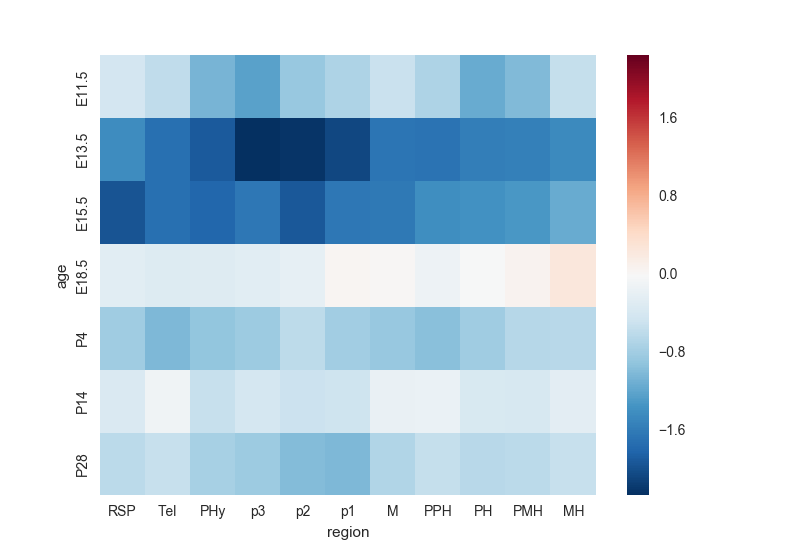 E11.5
E13.5
E15.5
E18.5
P4
P14
P28
age
RSP Tel PHy p3 p2 p1 M PPH PH PMH MH
region
1.6
0.8
0.0
−0.8
−1.6